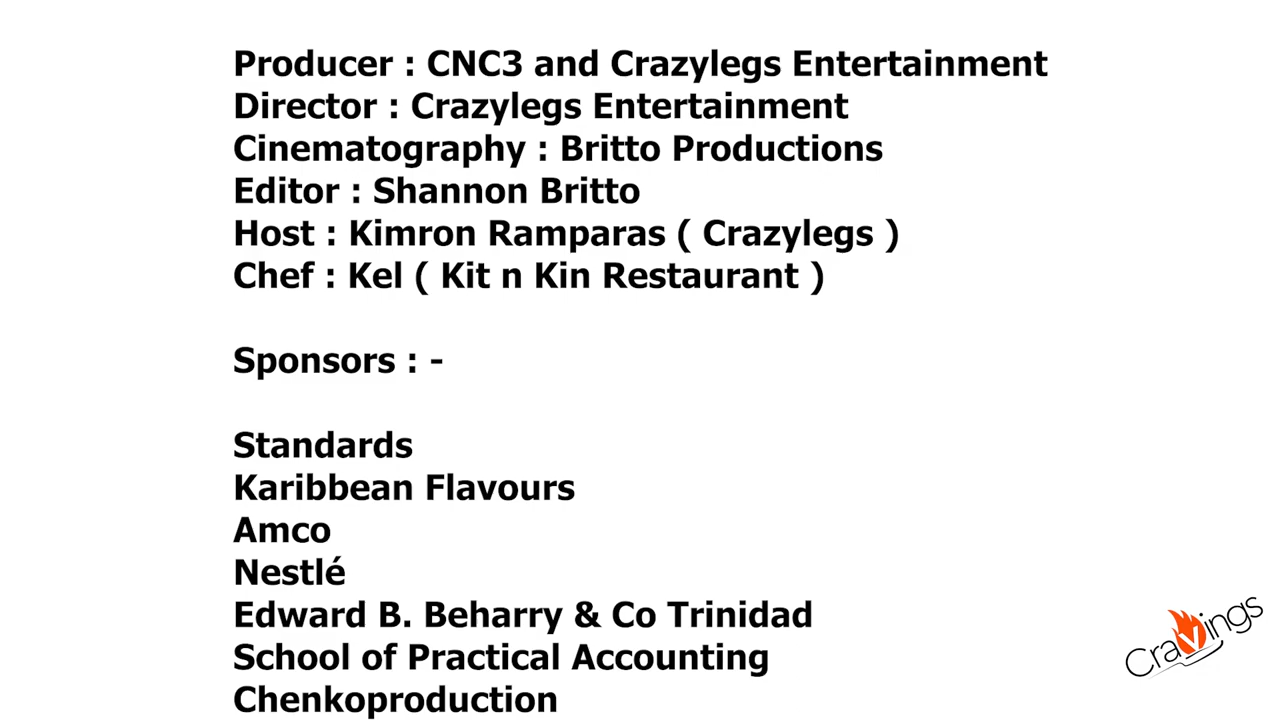 Producer : CNC3 and Crazylegs Entertainment
Director : Crazylegs Entertainment
Cinematography : Britto Productions
Editor : Shannon Britto
Host : Kimron Ramparas ( Crazylegs )
Chef : Kel ( Kit n Kin Restaurant )
Sponsors : -
Standards
Karibbean Flavours
Amco
Nestlé
Edward B. Beharry & Co Trinidad
School of Practical Accounting
Chenkoproduction
Cravings